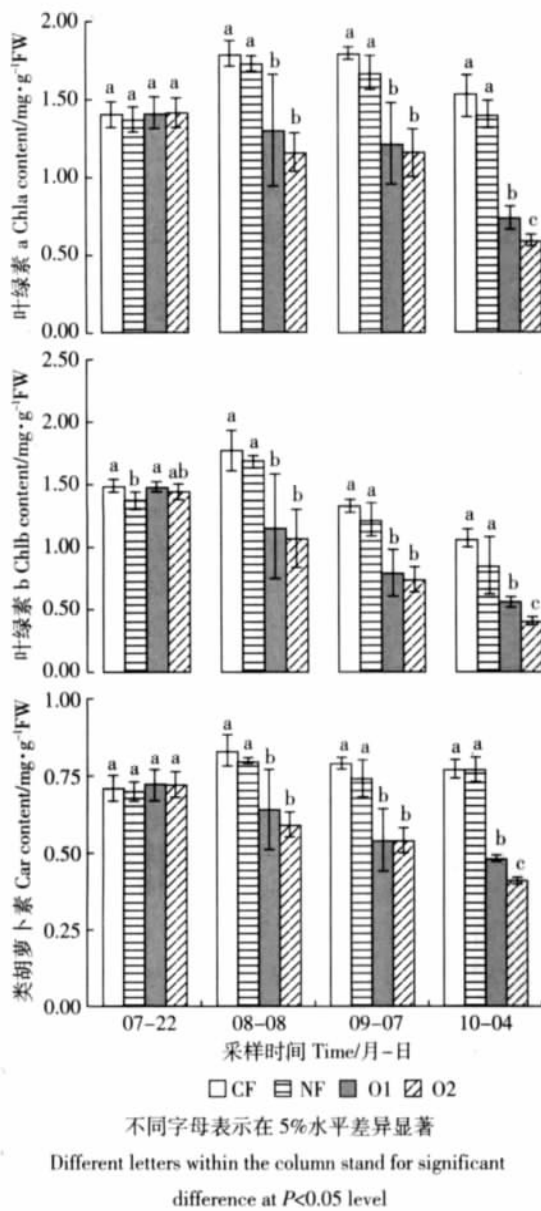 叶绿素 a Chla content/mg·g⁻¹FW
2.00
1.50
1.00
0.50
0.00
a a a a
a a b b
a a b b
a a b c
叶绿素 b Chlb content/mg·g⁻¹FW
2.50
2.00
1.50
1.00
0.50
0.00
a b a ab
a a b b
a a b b
a a b c
类胡萝卜素 Car content/mg·g⁻¹FW
1.00
0.75
0.50
0.25
0.00
a a a a
a a b b
a a b b
a a b c
07-22 08-08 09-07 10-04
采样时间 Time/月-日
CF NF O1 O2
不同字母表示在 5%水平差异显著
Different letters within the column stand for significant
difference at P<0.05 level